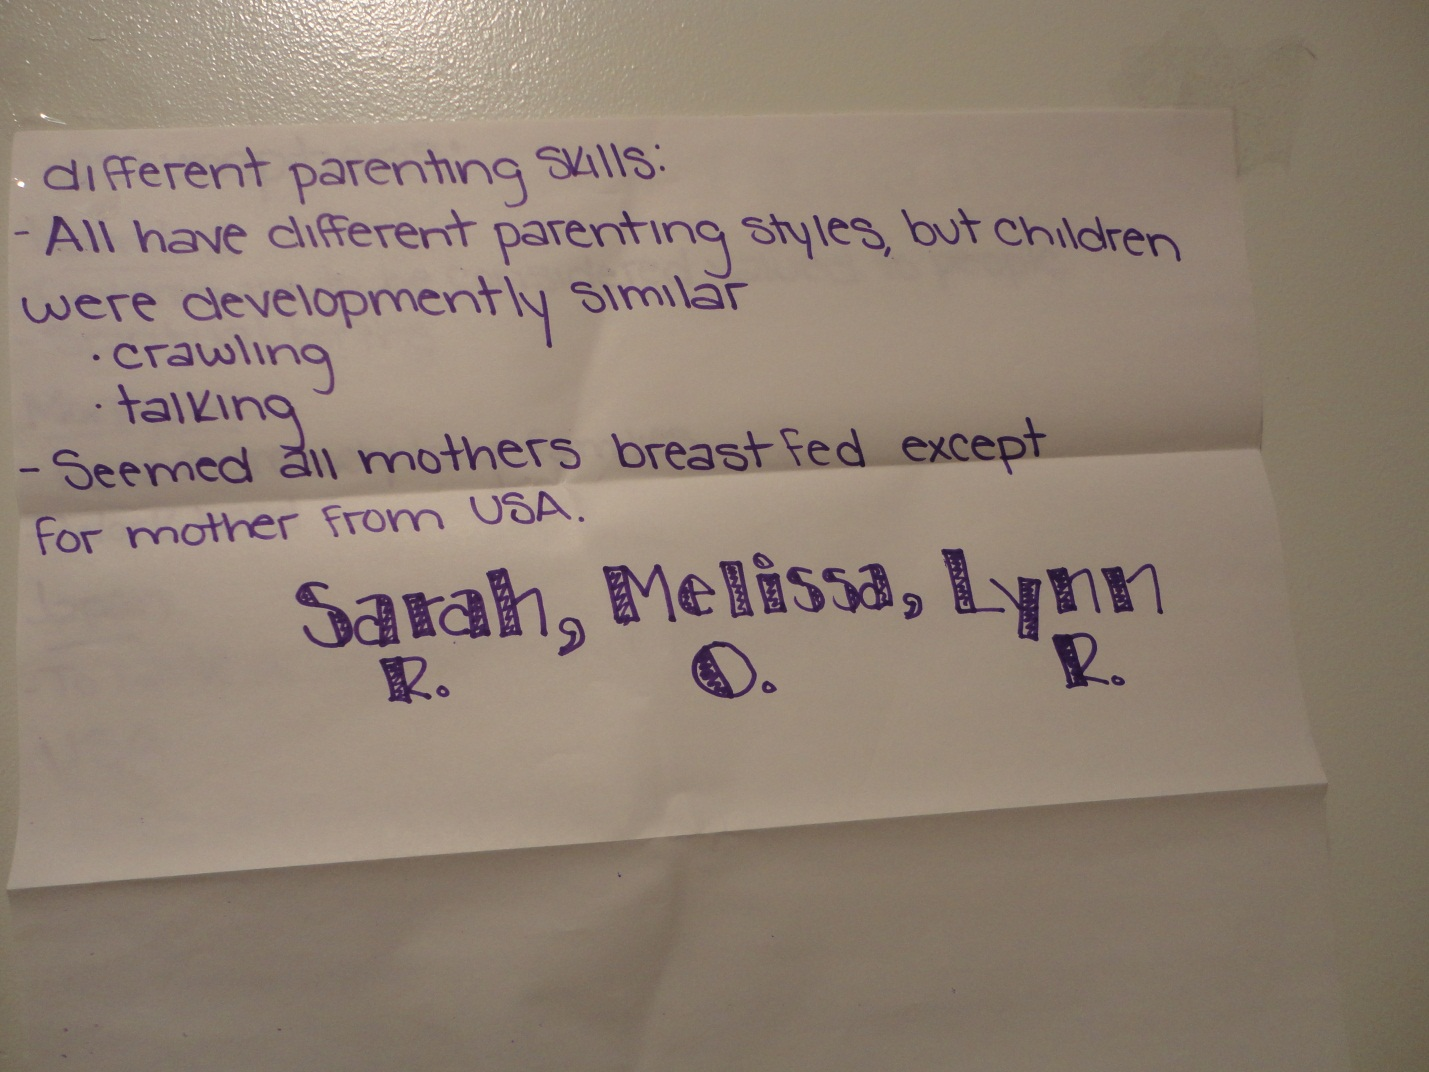 different parenting skills:
- All have different parenting styles, but children
were developmently similar
· crawling
· talking
- Seemed all mothers breast fed except
for mother from USA.
Sarah, Melissa, Lynn
R. O. R.